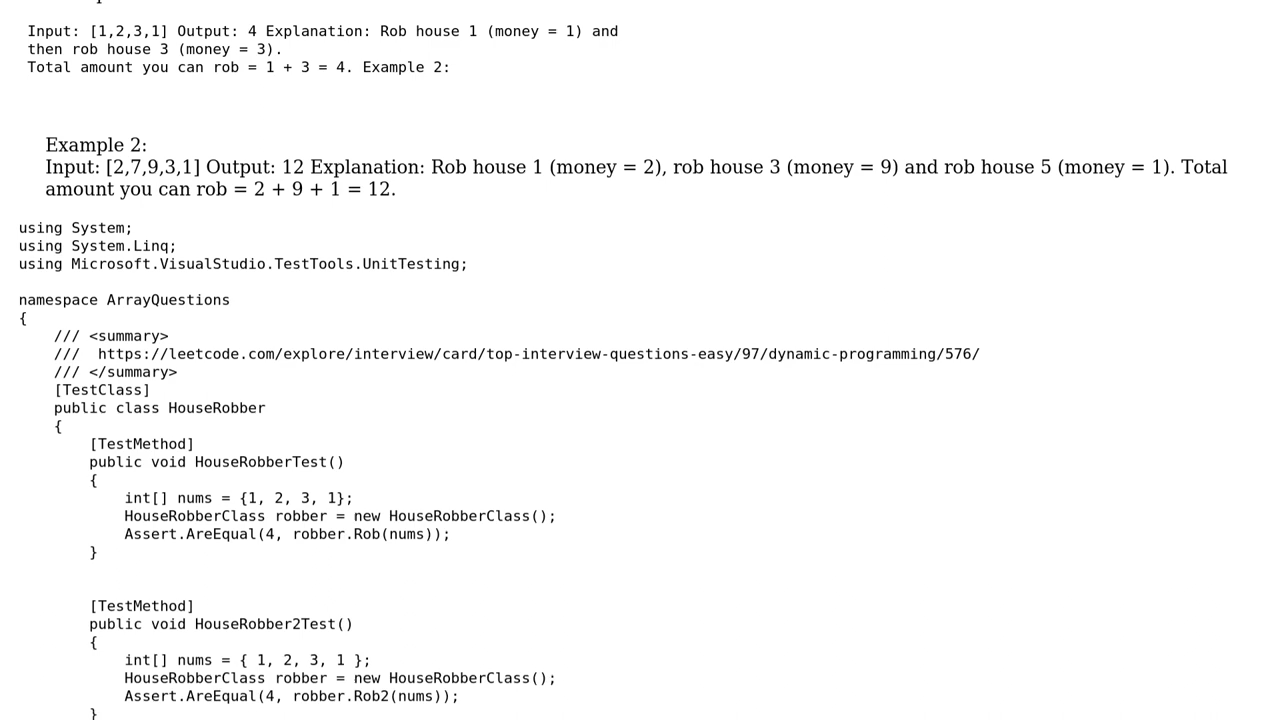 Input: [1,2,3,1] Output: 4 Explanation: Rob house 1 (money = 1) and
then rob house 3 (money = 3).
Total amount you can rob = 1 + 3 = 4. Example 2:
Example 2:
Input: [2,7,9,3,1] Output: 12 Explanation: Rob house 1 (money = 2), rob house 3 (money = 9) and rob house 5 (money = 1). Total
amount you can rob = 2 + 9 + 1 = 12.
using System;
using System.Linq;
using Microsoft.VisualStudio.TestTools.UnitTesting;
namespace ArrayQuestions
{
/// <summary>
///  https://leetcode.com/explore/interview/card/top-interview-questions-easy/97/dynamic-programming/576/
/// </summary>
[TestClass]
public class HouseRobber
{
[TestMethod]
public void HouseRobberTest()
{
int[] nums = {1, 2, 3, 1};
HouseRobberClass robber = new HouseRobberClass();
Assert.AreEqual(4, robber.Rob(nums));
}
[TestMethod]
public void HouseRobber2Test()
{
int[] nums = { 1, 2, 3, 1 };
HouseRobberClass robber = new HouseRobberClass();
Assert.AreEqual(4, robber.Rob2(nums));
}